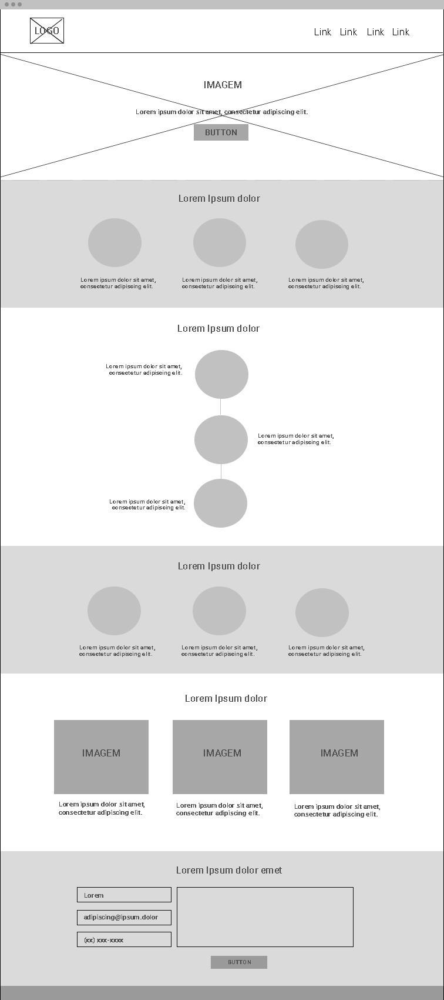 LOGO
Link Link Link Link
IMAGEM
Lorem ipsum dolor sit amet, consectetur adipiscing elit.
BUTTON
Lorem Ipsum dolor
Lorem ipsum dolor sit amet,
consectetur adipiscing elit.
Lorem ipsum dolor sit amet,
consectetur adipiscing elit.
Lorem ipsum dolor sit amet,
consectetur adipiscing elit.
Lorem Ipsum dolor
Lorem ipsum dolor sit amet,
consectetur adipiscing elit.
Lorem ipsum dolor sit amet,
consectetur adipiscing elit.
Lorem ipsum dolor sit amet,
consectetur adipiscing elit.
Lorem Ipsum dolor
Lorem ipsum dolor sit amet,
consectetur adipiscing elit.
Lorem ipsum dolor sit amet,
consectetur adipiscing elit.
Lorem ipsum dolor sit amet,
consectetur adipiscing elit.
Lorem Ipsum dolor
IMAGEM
Lorem ipsum dolor sit amet,
consectetur adipiscing elit.
IMAGEM
Lorem ipsum dolor sit amet,
consectetur adipiscing elit.
IMAGEM
Lorem ipsum dolor sit amet,
consectetur adipiscing elit.
Lorem Ipsum dolor emet
Lorem
adipiscing@ipsum.dolor
(xx) xxx-xxxx
BUTTON